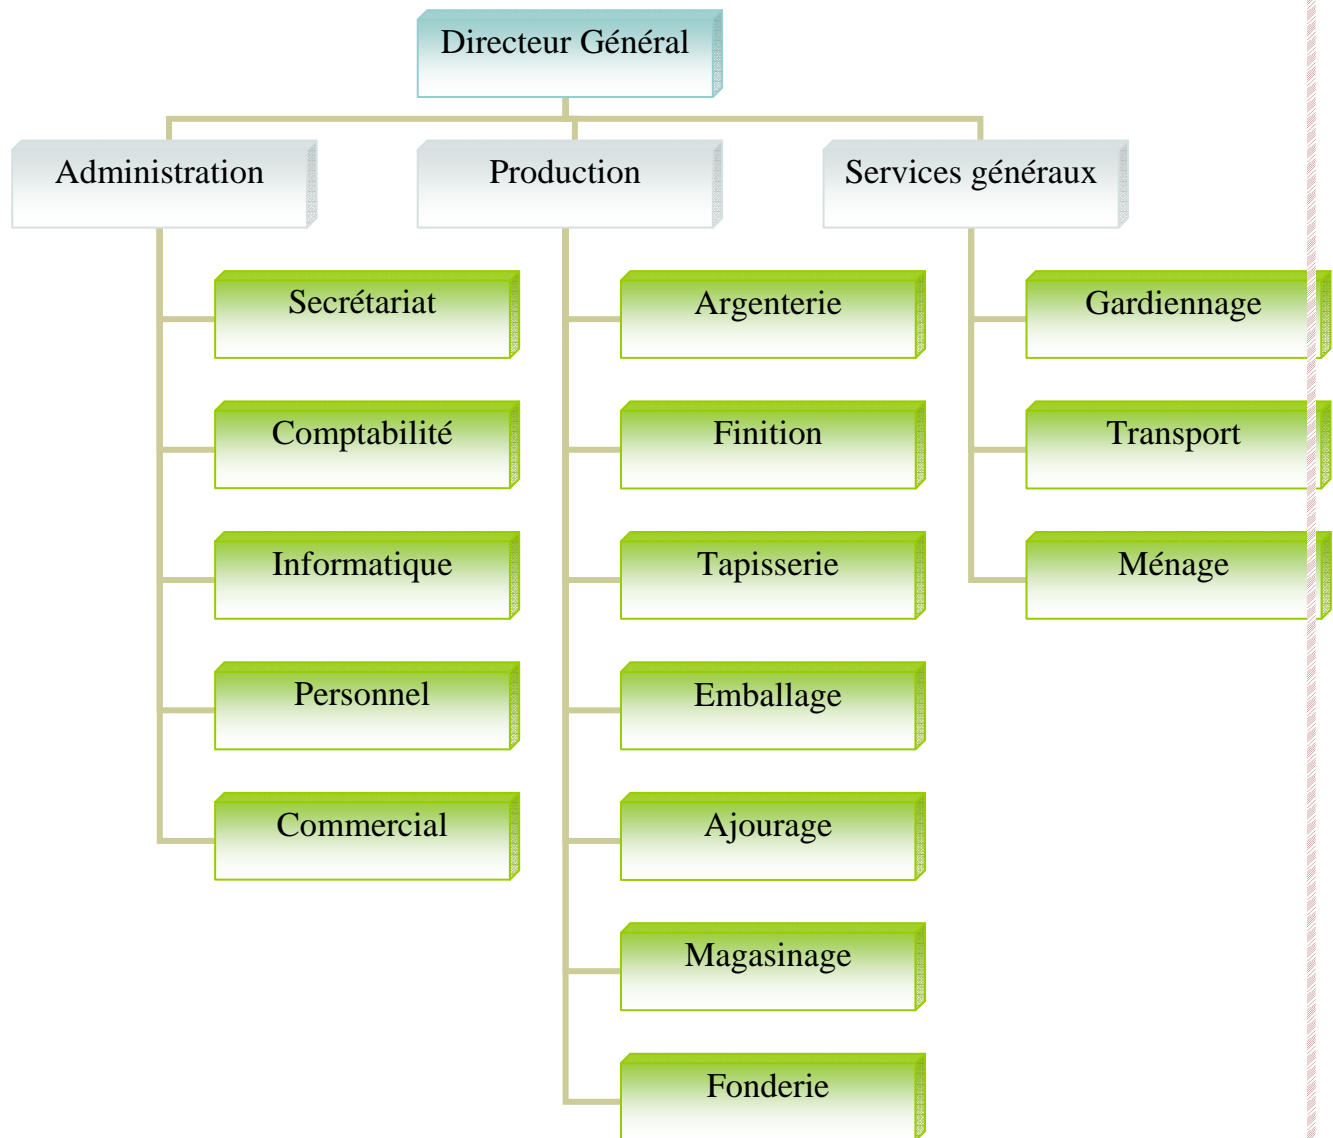 Directeur Général
Administration
Production
Services généraux
Secrétariat
Argenterie
Gardiennage
Comptabilité
Finition
Transport
Informatique
Tapisserie
Ménage
Personnel
Emballage
Commercial
Ajourage
Magasinage
Fonderie